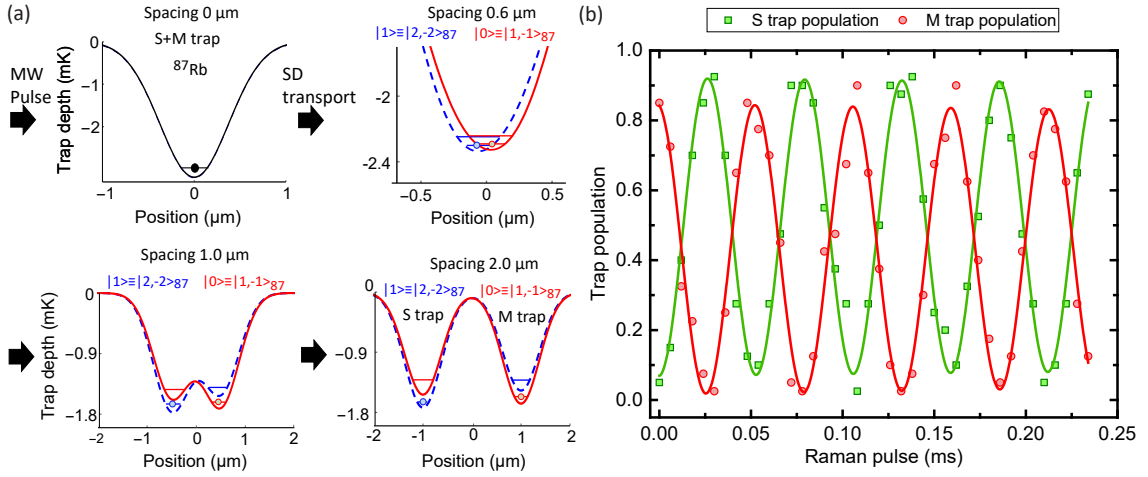 (a)
Spacing 0 µm
S+M trap
⁸⁷Rb
MW
Pulse
Trap depth (mK)
0
−1
−2
−1
0
1
Position (µm)
SD
transport
Spacing 0.6 µm
|1>≡|2,-2>₈₇
|0>≡|1,-1>₈₇
-2
-2.4
−0.5
0
0.5
Position (µm)
Spacing 1.0 µm
|1>≡|2,-2>₈₇
|0>≡|1,-1>₈₇
Trap depth (mK)
0
−0.9
−1.8
−2
−1
0
1
2
Position (µm)
Spacing 2.0 µm
|1>≡|2,-2>₈₇
|0>≡|1,-1>₈₇
S trap
M trap
0
−0.9
−1.8
−2
−1
0
1
2
Position (µm)
(b)
S trap population
M trap population
Trap population
1.0
0.8
0.6
0.4
0.2
0.0
0.00
0.05
0.10
0.15
0.20
0.25
Raman pulse (ms)